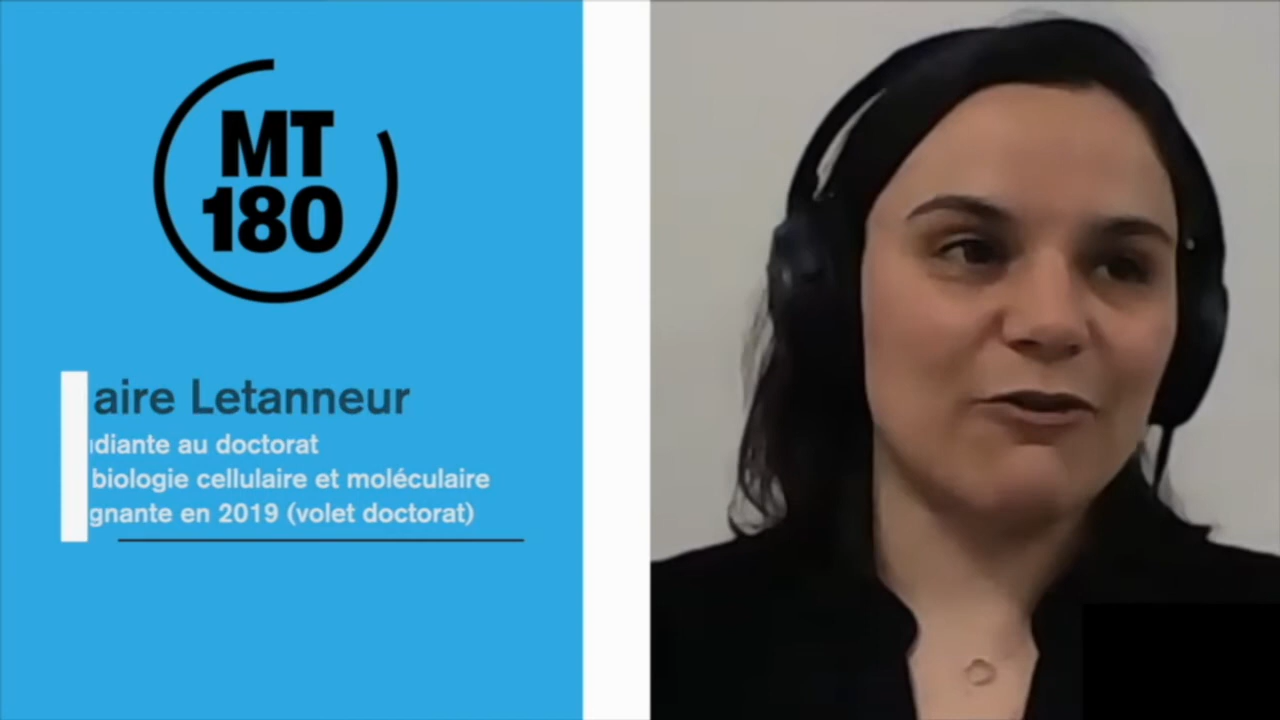 MT
180
aire Letanneur
diante au doctorat
biologie cellulaire et moléculaire
gnante en 2019 (volet doctorat)